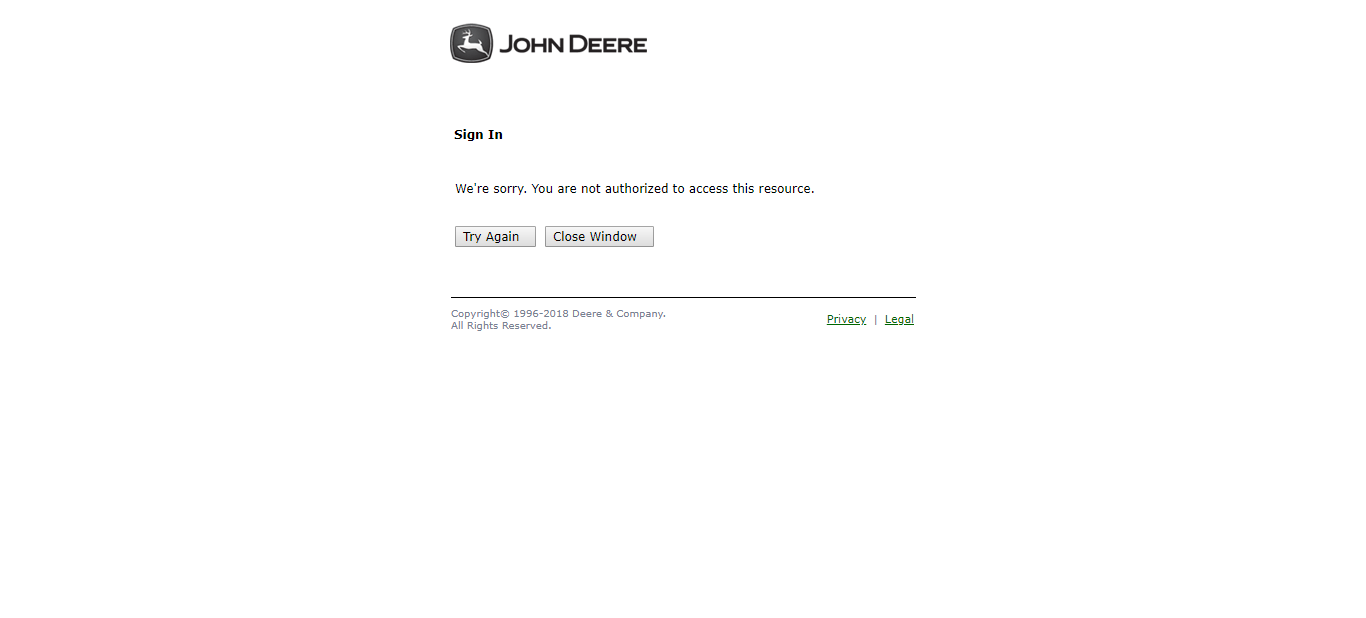 JOHN DEERE
Sign In
We're sorry. You are not authorized to access this resource.
Try Again Close Window
Copyright© 1996-2018 Deere & Company.
All Rights Reserved.
Privacy | Legal